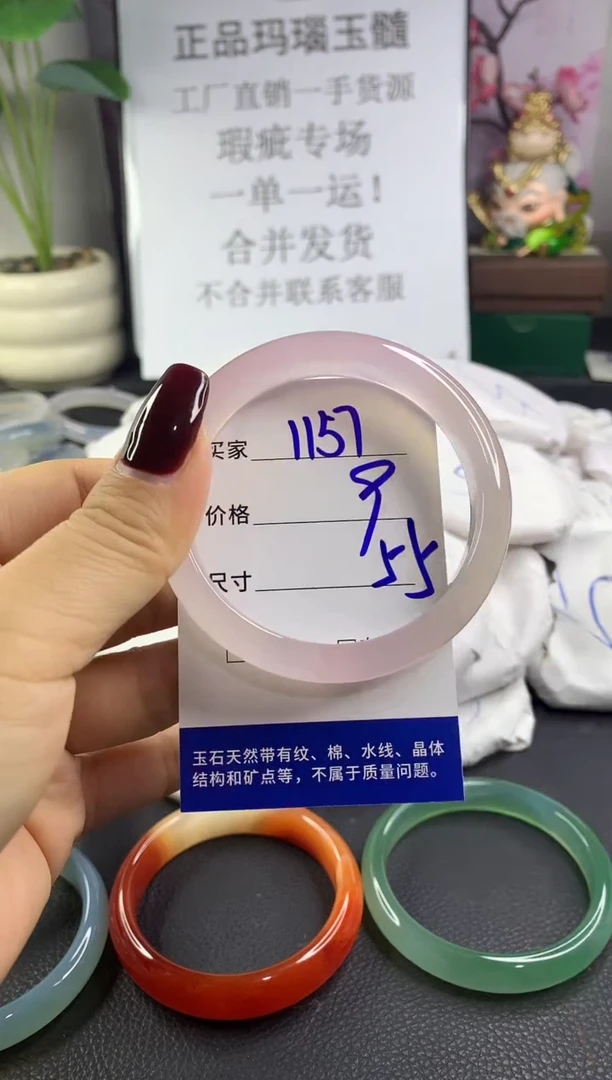 正品玛瑙玉髓
工厂直销一手货源
瑕疵专场
一单一运！
合并发货
不合并联系客服
买家 1157
价格
尺寸 55
玉石天然带有纹、棉、水线、晶体
结构和矿点等，不属于质量问题。